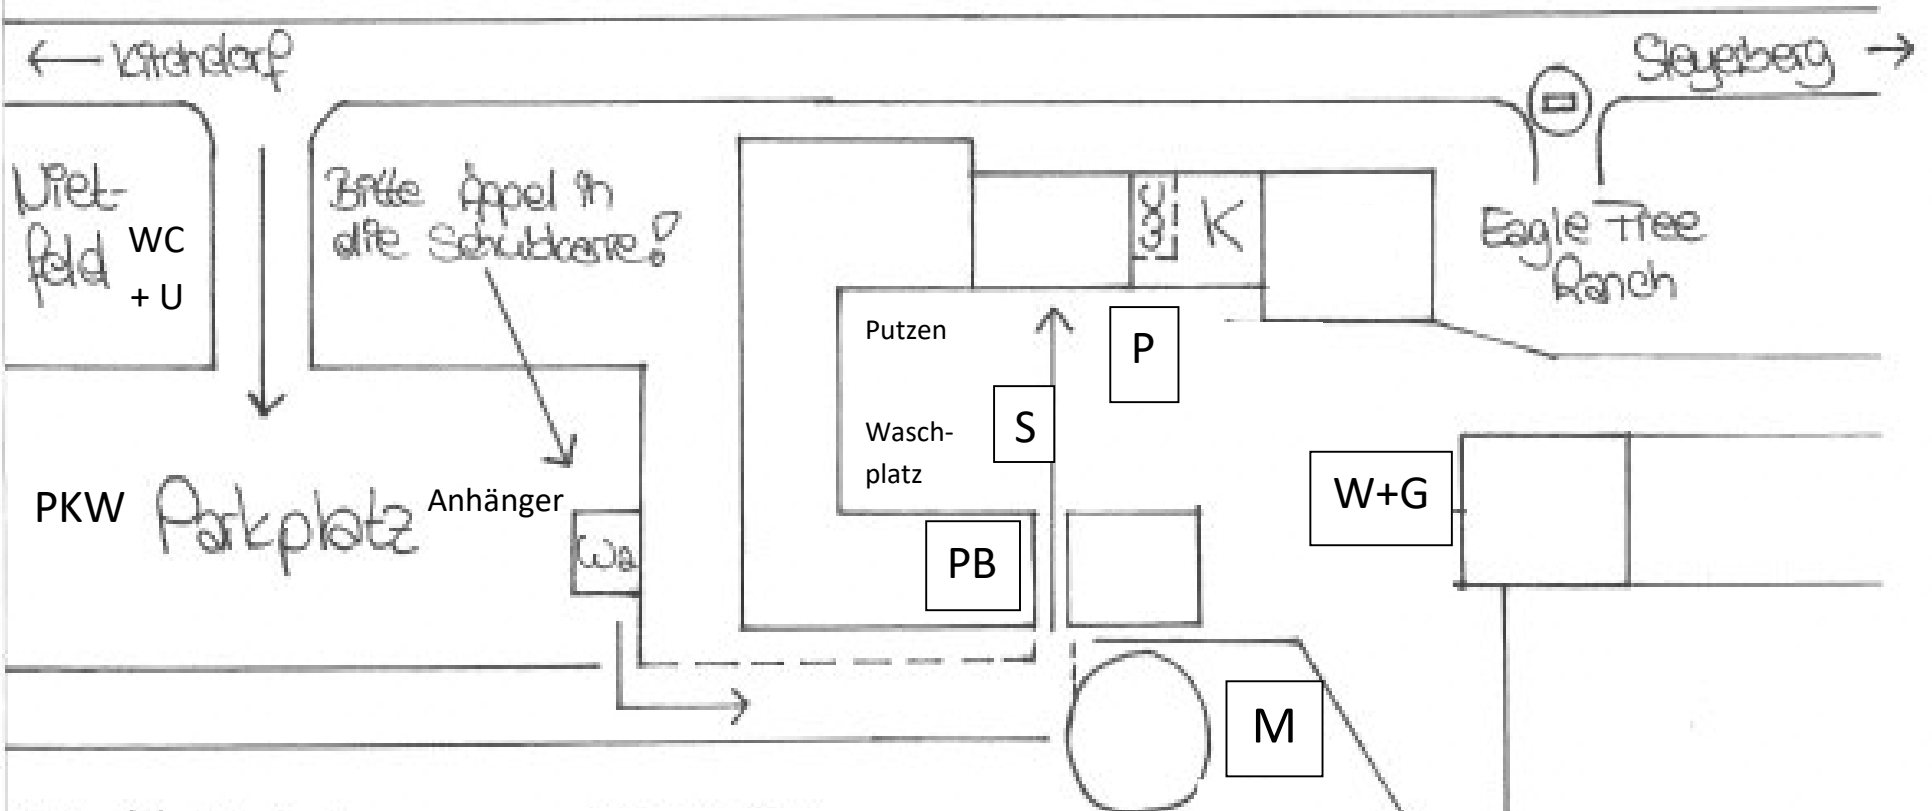 ← Kirchdorf
Steyerberg →
Viet-
feld
WC
+ U
Bitte Äppel in
die Schubkarre!
K
Eagle Tree
Ranch
Putzen
P
Wasch-
platz
S
PKW
Parkplatz
Anhänger
Wa
PB
W+G
M